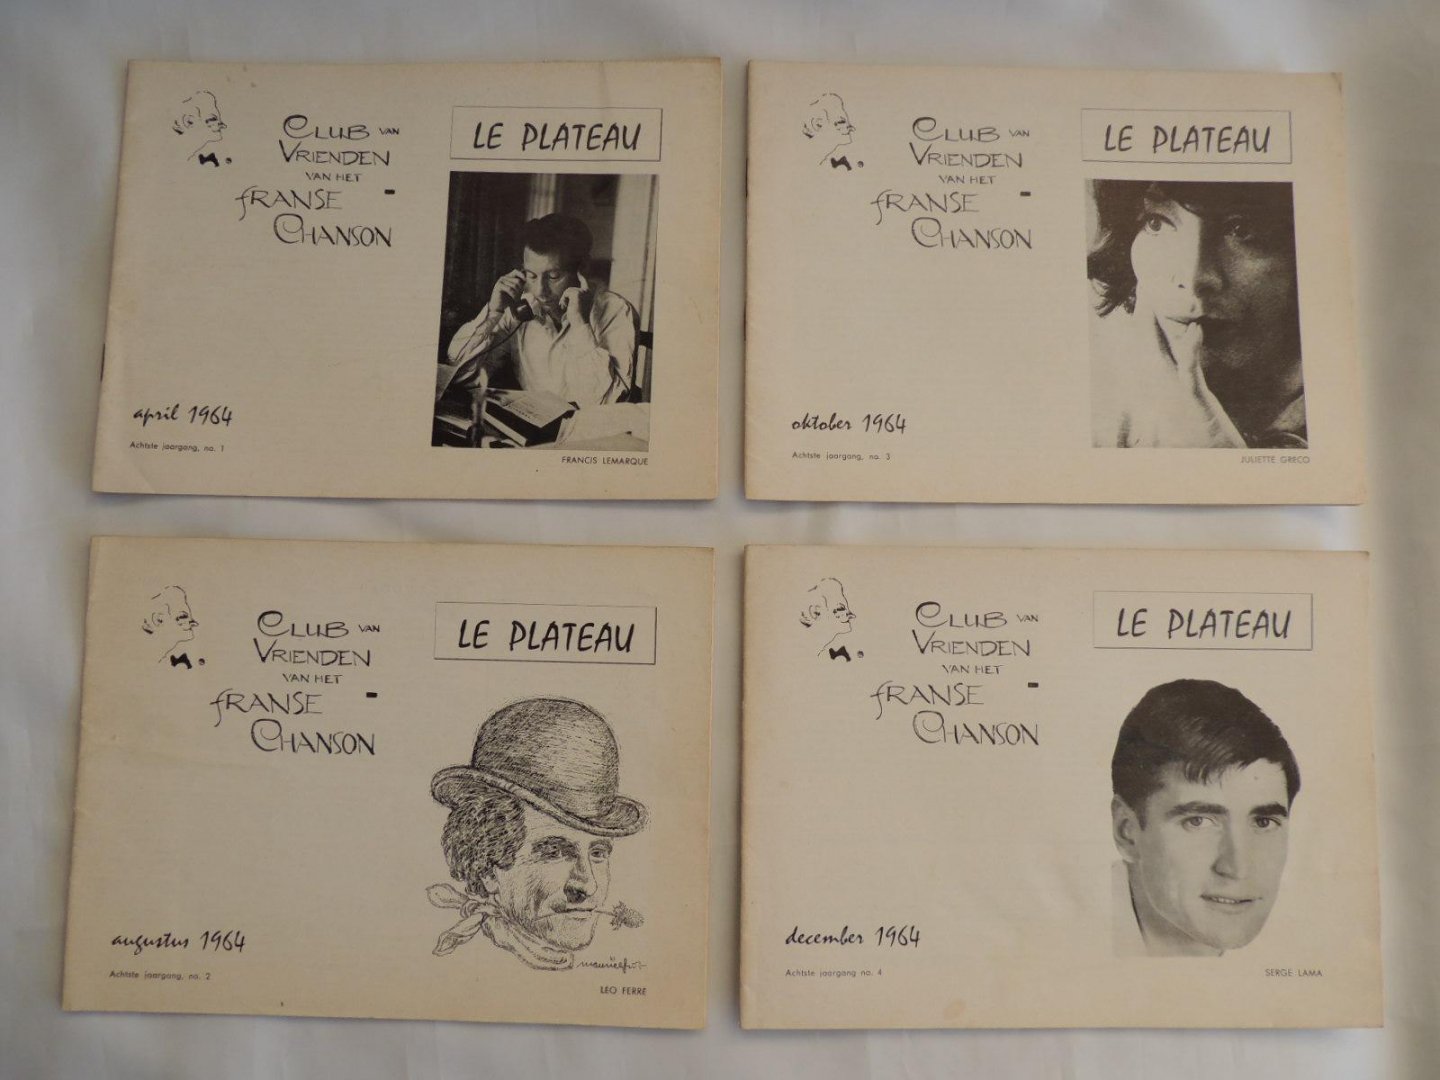 CLUB VAN
VRIENDEN
VAN HET
fRANSE -
CHANSON
LE PLATEAU
april 1964
Achtste jaargang, no. 1
FRANCIS LEMARQUE
CLUB VAN
VRIENDEN
VAN HET
fRANSE -
CHANSON
LE PLATEAU
oktober 1964
Achtste jaargang, no. 3
JULIETTE GRECO
CLUB VAN
VRIENDEN
VAN HET
fRANSE -
CHANSON
LE PLATEAU
augustus 1964
Achtste jaargang, no. 2
LEO FERRE
CLUB VAN
VRIENDEN
VAN HET
fRANSE -
CHANSON
LE PLATEAU
december 1964
Achtste jaargang no. 4
SERGE LAMA